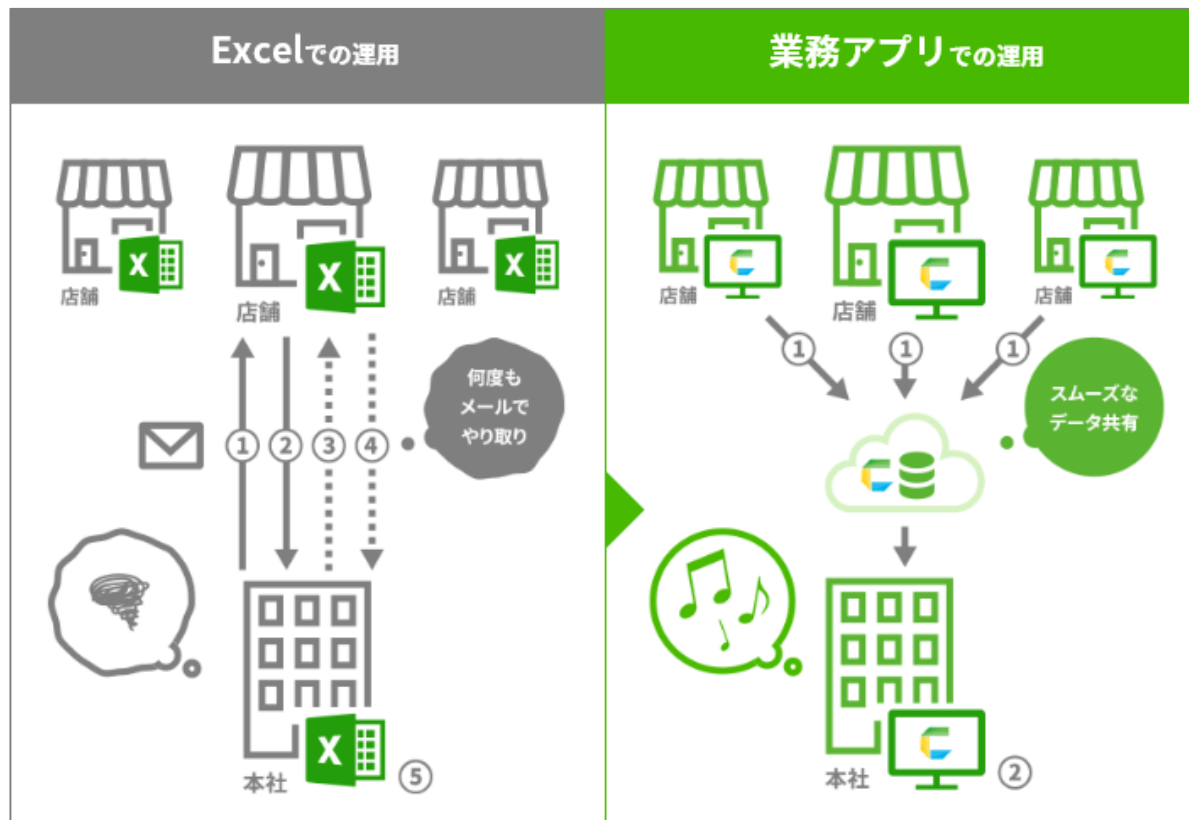 Excelでの運用
業務アプリでの運用
X
店舗
X
店舗
X
店舗
何度も
メールで
やり取り
①
②
③
④
X
本社
⑤
店舗
店舗
店舗
①
①
①
スムーズな
データ共有
本社
②